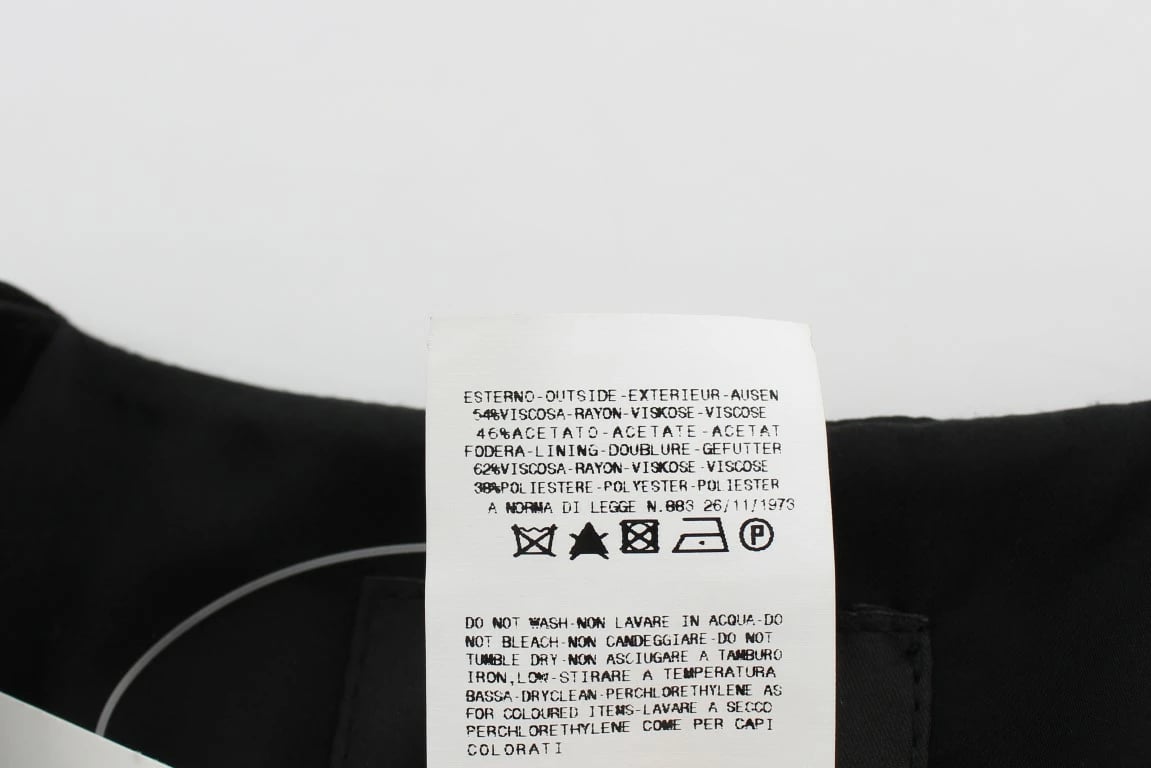 ESTERNO-OUTSIDE-EXTERIEUR-AUSEN
54%VISCOSA-RAYON-VISKOSE-VISCOSE
46%ACETATO-ACETATE-ACETAT
FODERA-LINING-DOUBLURE-GEFUTTER
62%VISCOSA-RAYON-VISKOSE-VISCOSE
38%POLIESTERE-POLYESTER-POLIESTER
A NORMA DI LEGGE N.883 26/11/1973
P
DO NOT WASH-NON LAVARE IN ACQUA-DO
NOT BLEACH-NON CANDEGGIARE-DO NOT
TUMBLE DRY-NON ASCIUGARE A TAMBURO
IRON,LOW-STIRARE A TEMPERATURA
BASSA-DRYCLEAN-PERCHLORETHYLENE AS
FOR COLOURED ITEMS-LAVARE A SECCO
PERCHLORETHYLENE COME PER CAPI
COLORATI